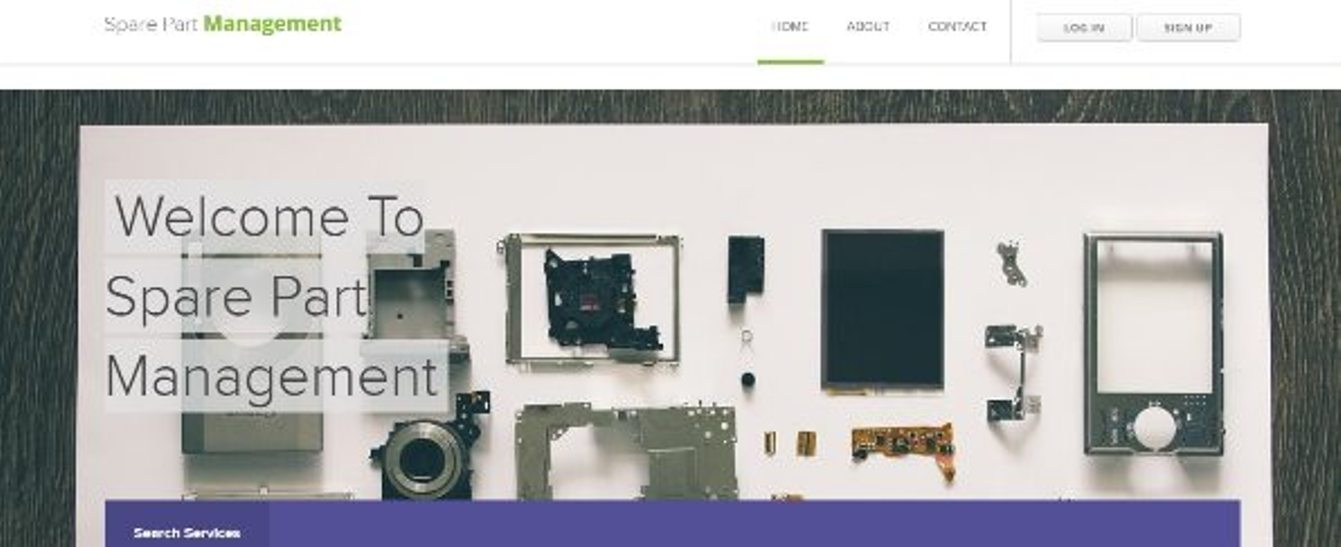 Spare Part Management
HOME ABOUT CONTACT
LOG IN SIGN UP
Welcome To
Spare Part
Management
Search Services